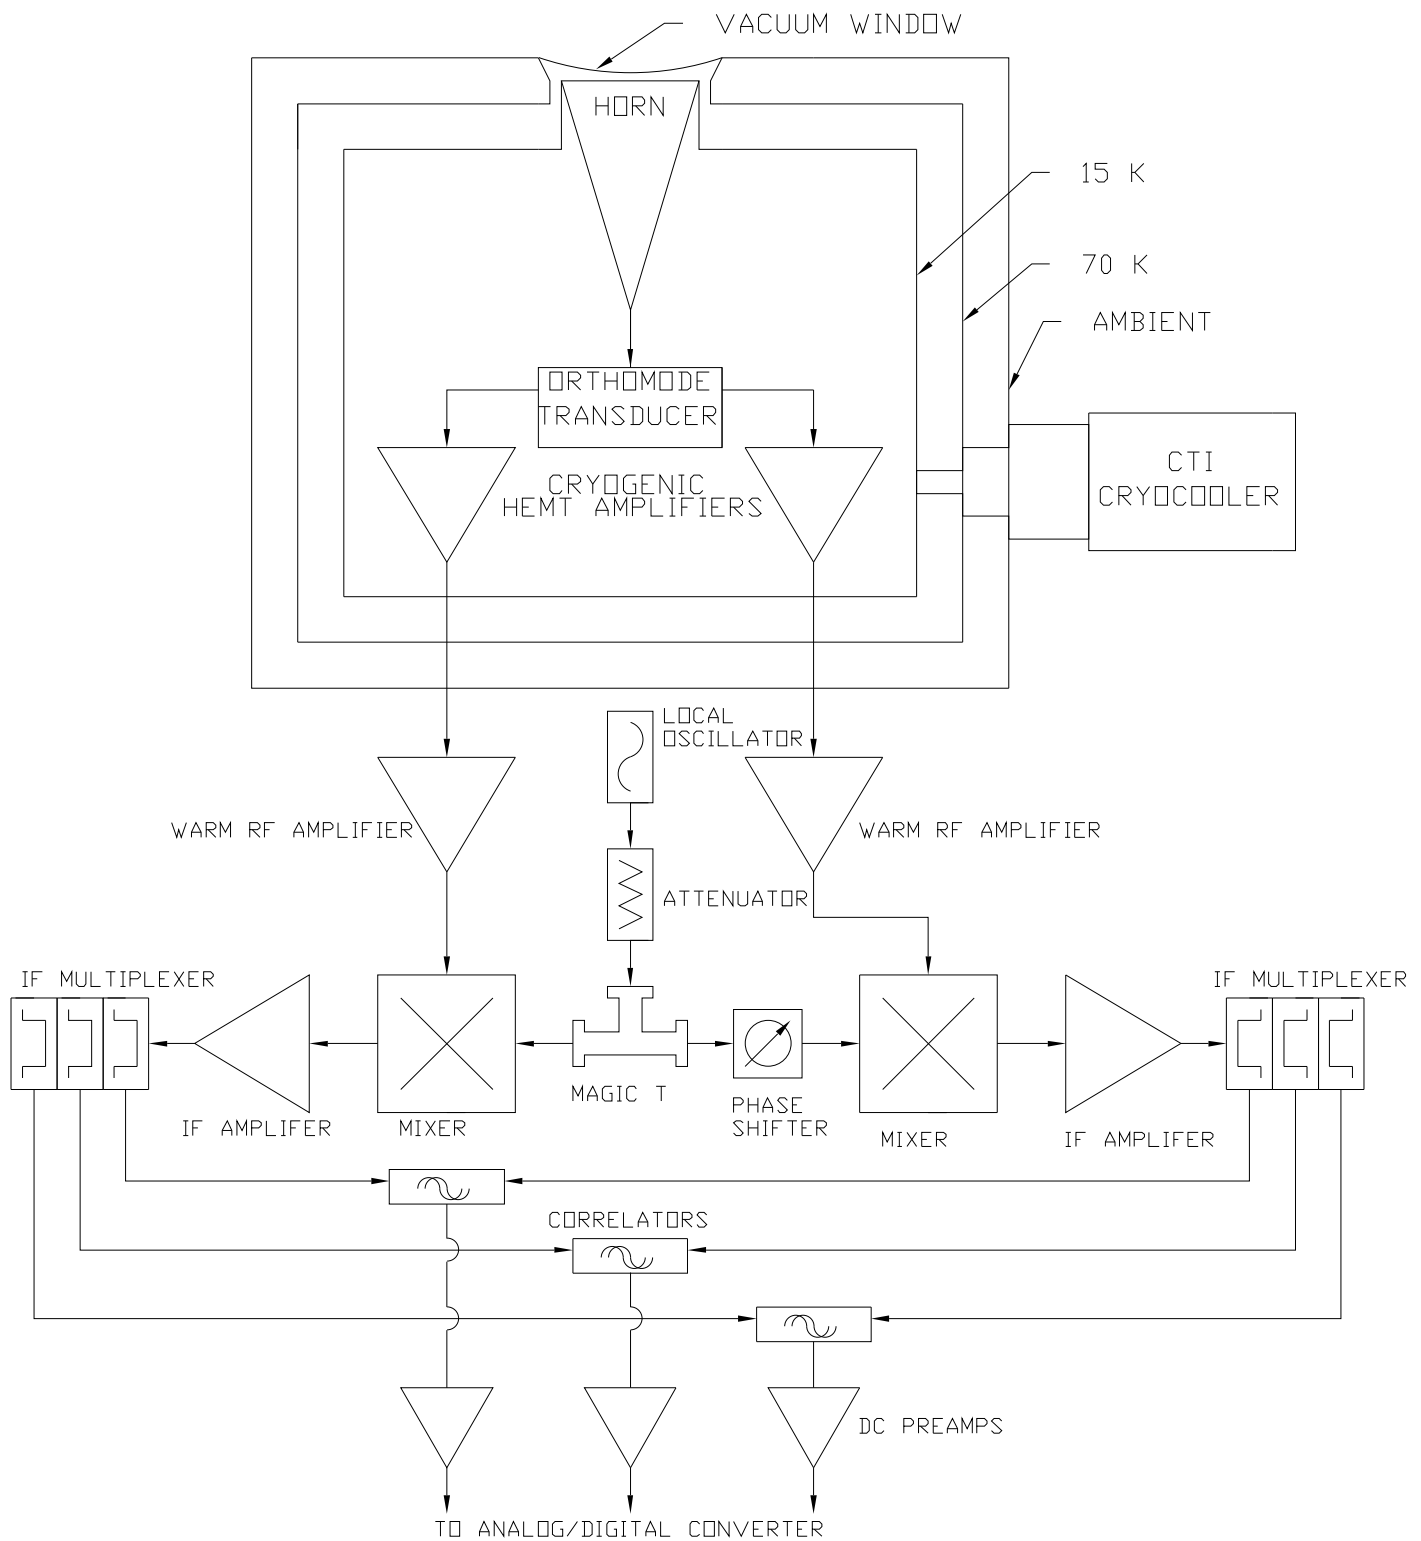 VACUUM WINDOW
HORN
15 K
70 K
AMBIENT
ORTHOMODE
TRANSDUCER
CTI
CRYOCOOLER
CRYOGENIC
HEMT AMPLIFIERS
LOCAL
OSCILLATOR
WARM RF AMPLIFIER
WARM RF AMPLIFIER
ATTENUATOR
IF MULTIPLEXER
IF MULTIPLEXER
MAGIC T
PHASE
SHIFTER
IF AMPLIFER
MIXER
MIXER
IF AMPLIFER
CORRELATORS
DC PREAMPS
TO ANALOG/DIGITAL CONVERTER